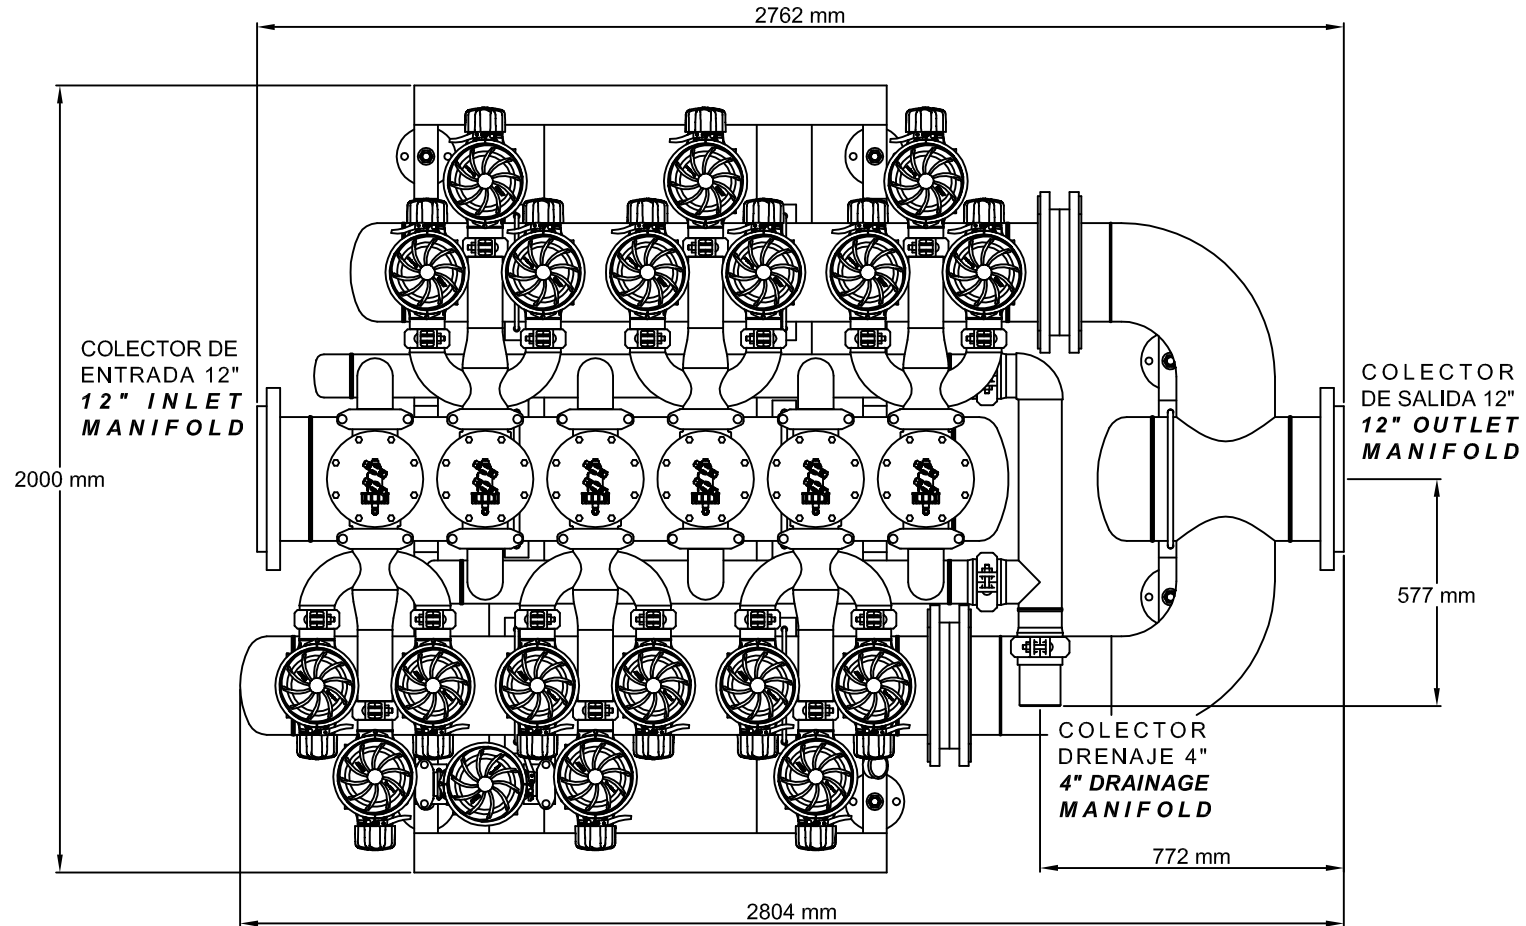 2762 mm
COLECTOR DE
ENTRADA 12"
12" INLET
MANIFOLD
COLECTOR
DE SALIDA 12"
12" OUTLET
MANIFOLD
2000 mm
577 mm
COLECTOR
DRENAJE 4"
4" DRAINAGE
MANIFOLD
772 mm
2804 mm